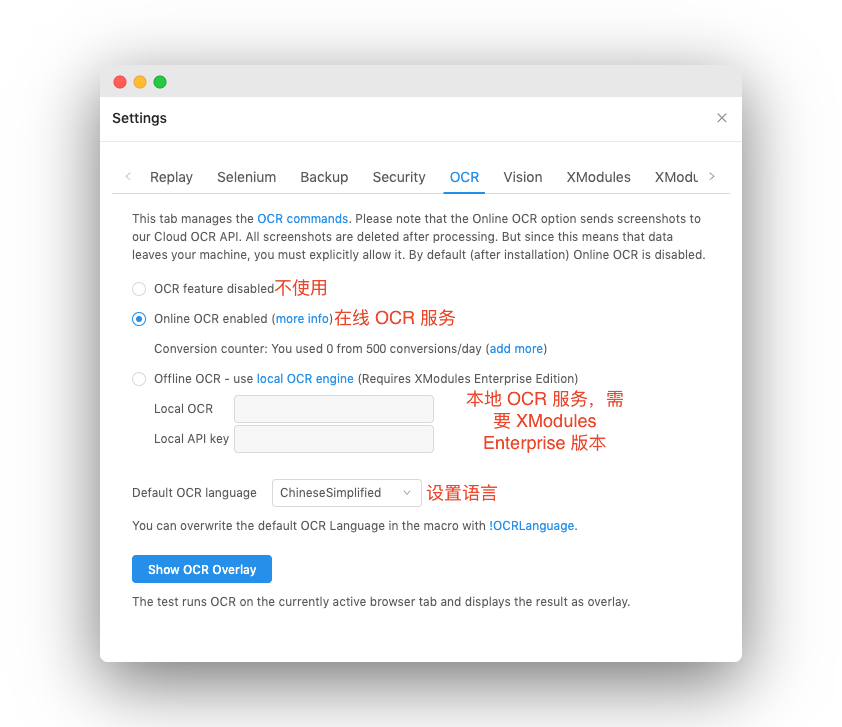 Settings
Replay Selenium Backup Security OCR Vision XModules XModu
This tab manages the OCR commands. Please note that the Online OCR option sends screenshots to
our Cloud OCR API. All screenshots are deleted after processing. But since this means that data
leaves your machine, you must explicitly allow it. By default (after installation) Online OCR is disabled.
OCR feature disabled不使用
Online OCR enabled (more info)在线 OCR 服务
Conversion counter: You used 0 from 500 conversions/day (add more)
Offline OCR - use local OCR engine (Requires XModules Enterprise Edition)
本地 OCR 服务，需
要 XModules
Enterprise 版本
Local OCR
Local API key
Default OCR language ChineseSimplified 设置语言
You can overwrite the default OCR Language in the macro with !OCRLanguage.
Show OCR Overlay
The test runs OCR on the currently active browser tab and displays the result as overlay.